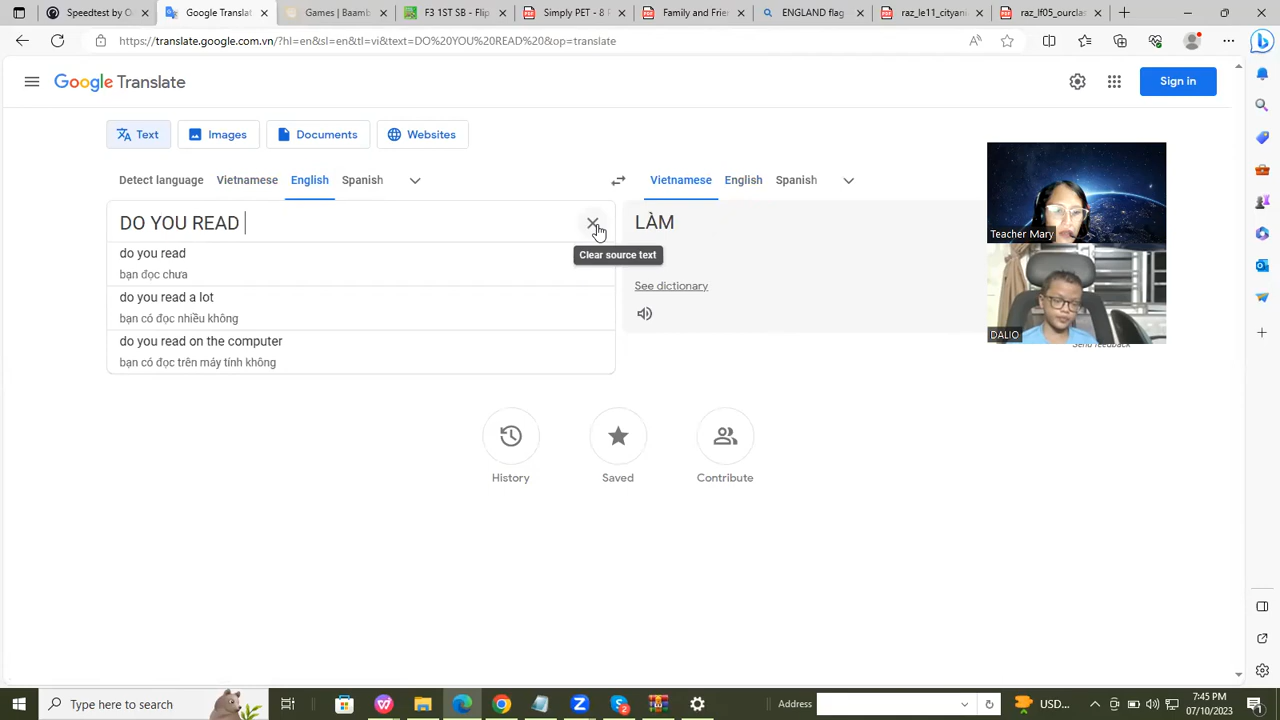 Speedtest by O
Google Transla
Games | Bamb
F3 1ST SB - Flip
Simply PET - 8 F
Family and Frie
ENGLAND flag
raz_le11_cityani
raz_lf05_ourcla
https://translate.google.com.vn/?hl=en&sl=en&tl=vi&text=DO%20YOU%20READ%20&op=translate
Google Translate
Sign in
Text
Images
Documents
Websites
Detect language
Vietnamese
English
Spanish
Vietnamese
English
Spanish
DO YOU READ
LÀM
Clear source text
do you read
bạn đọc chưa
do you read a lot
bạn có đọc nhiều không
do you read on the computer
bạn có đọc trên máy tính không
See dictionary
Teacher Mary
DALIO
Send feedback
History
Saved
Contribute
Type here to search
Address
USD...
7:45 PM
07/10/2023